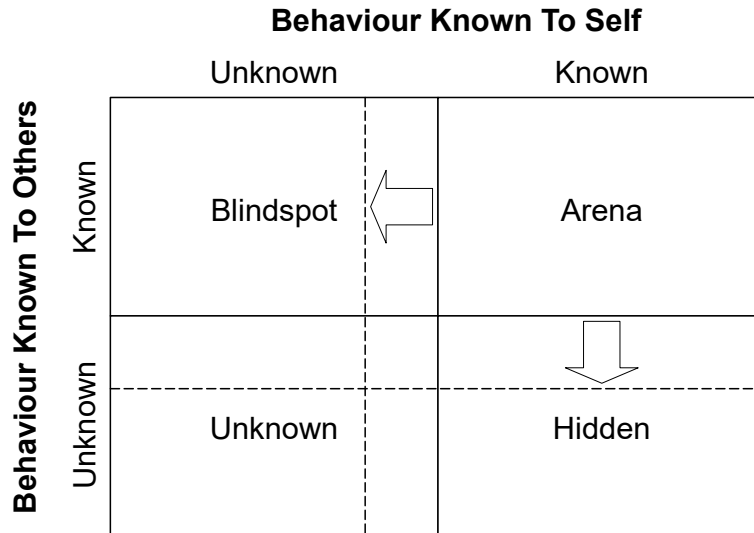 Behaviour Known To Self
Unknown
Known
Behaviour Known To Others
Known
Blindspot
Arena
Unknown
Unknown
Hidden